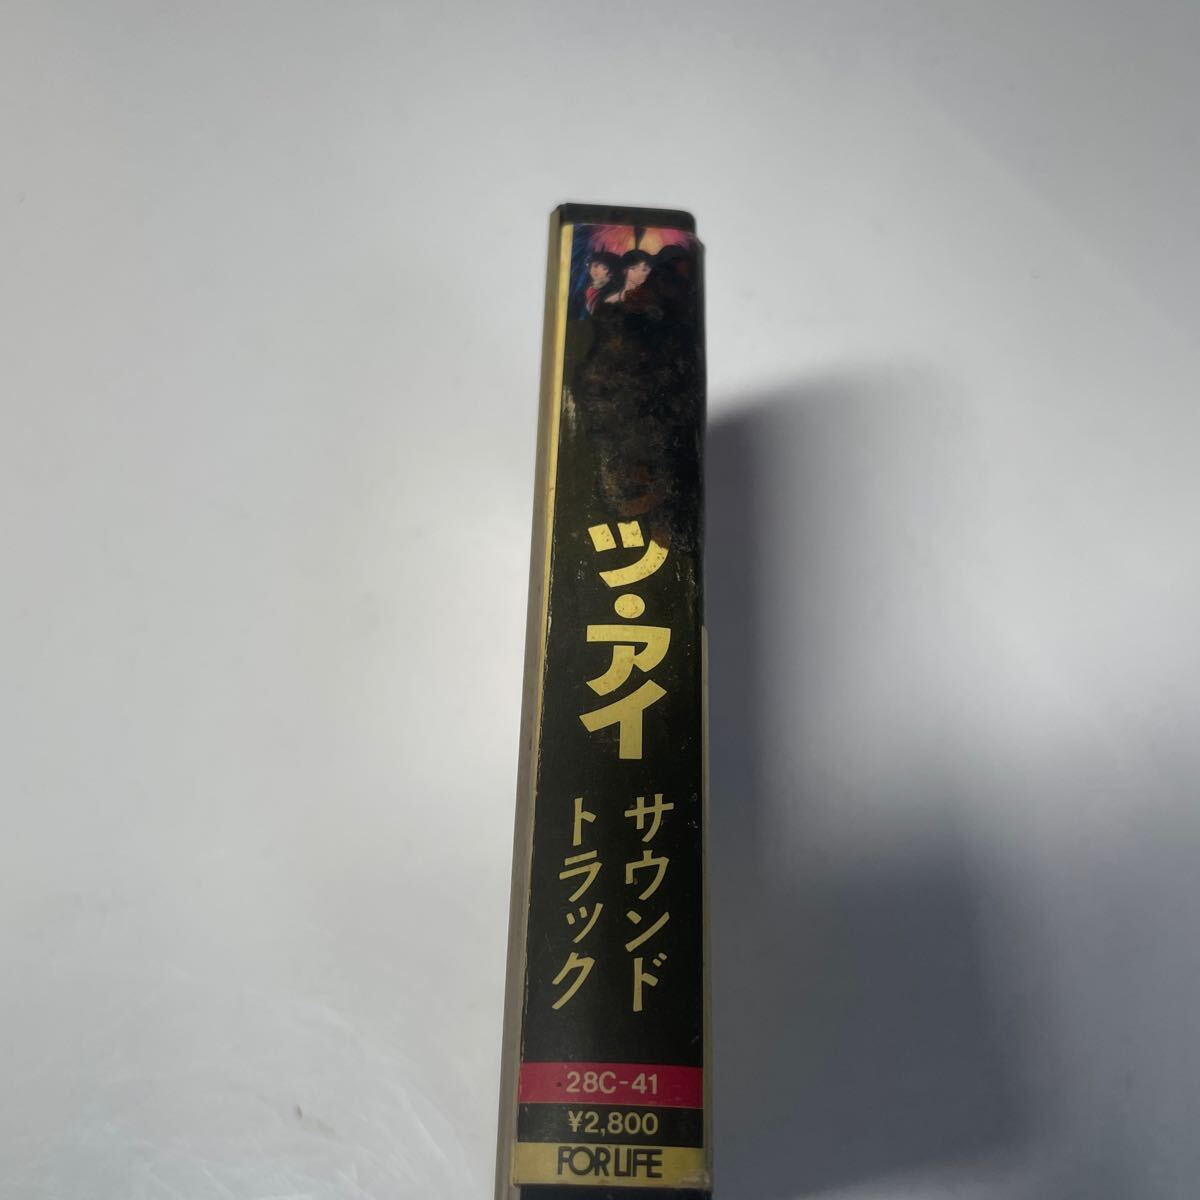 ツ・アイ
サウンド
トラック
28C-41
¥2,800
FOR LIFE